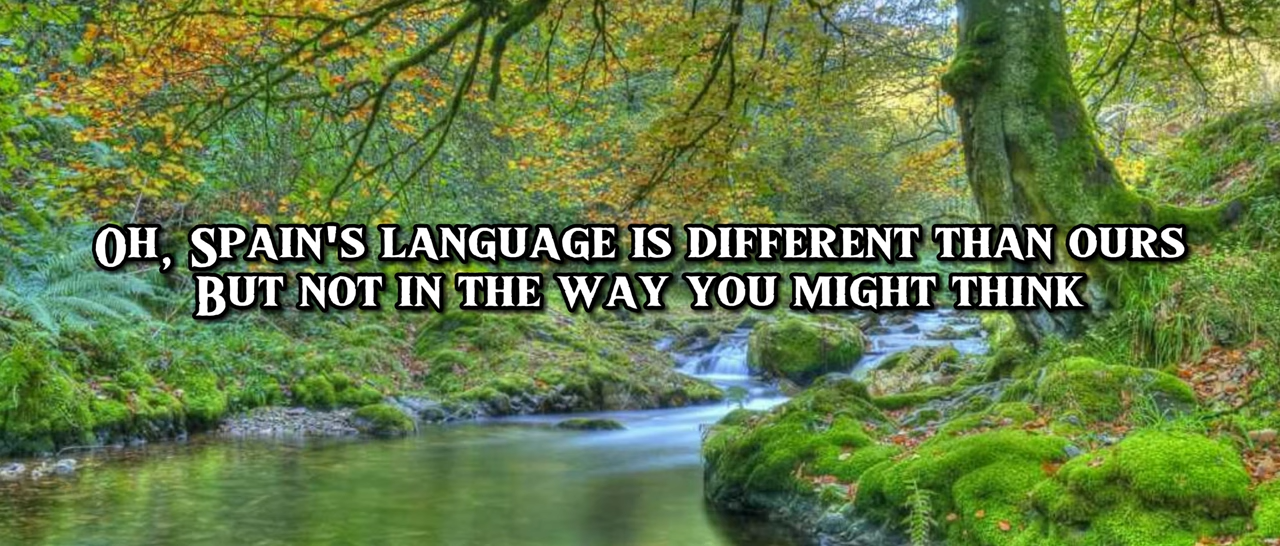 Oh, Spain's language is different than ours
But not in the way you might think